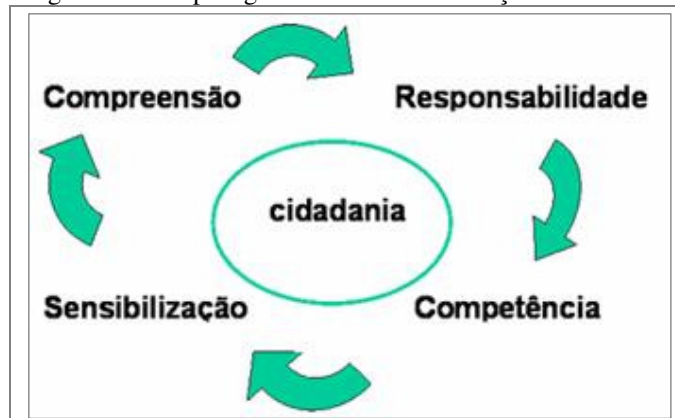 Compreensão
Responsabilidade
cidadania
Sensibilização
Competência